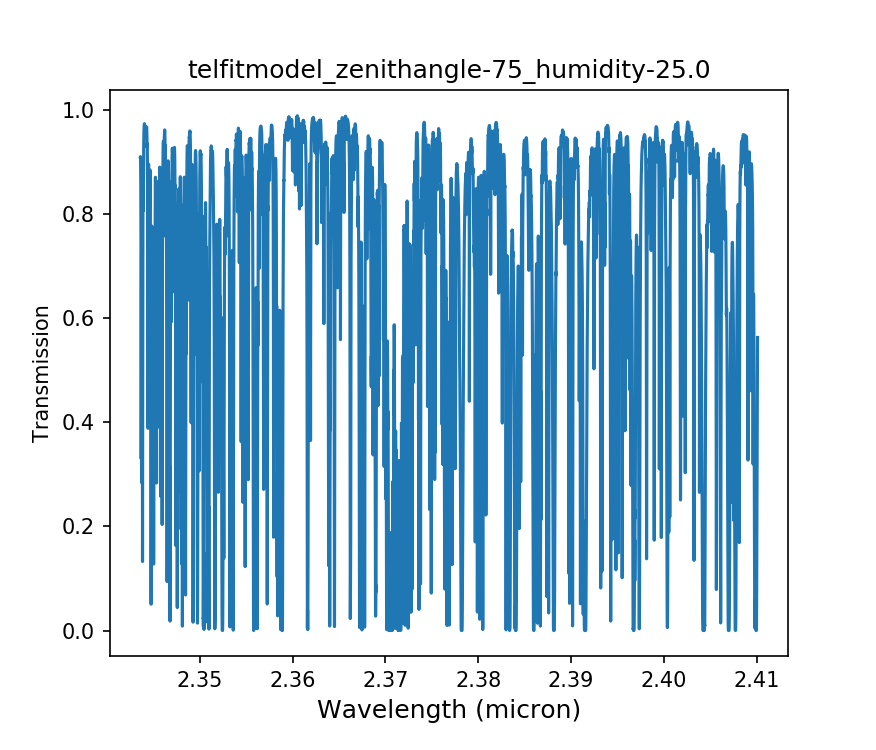 telfitmodel_zenithangle-75_humidity-25.0
Transmission
1.0
0.8
0.6
0.4
0.2
0.0
2.35 2.36 2.37 2.38 2.39 2.40 2.41
Wavelength (micron)